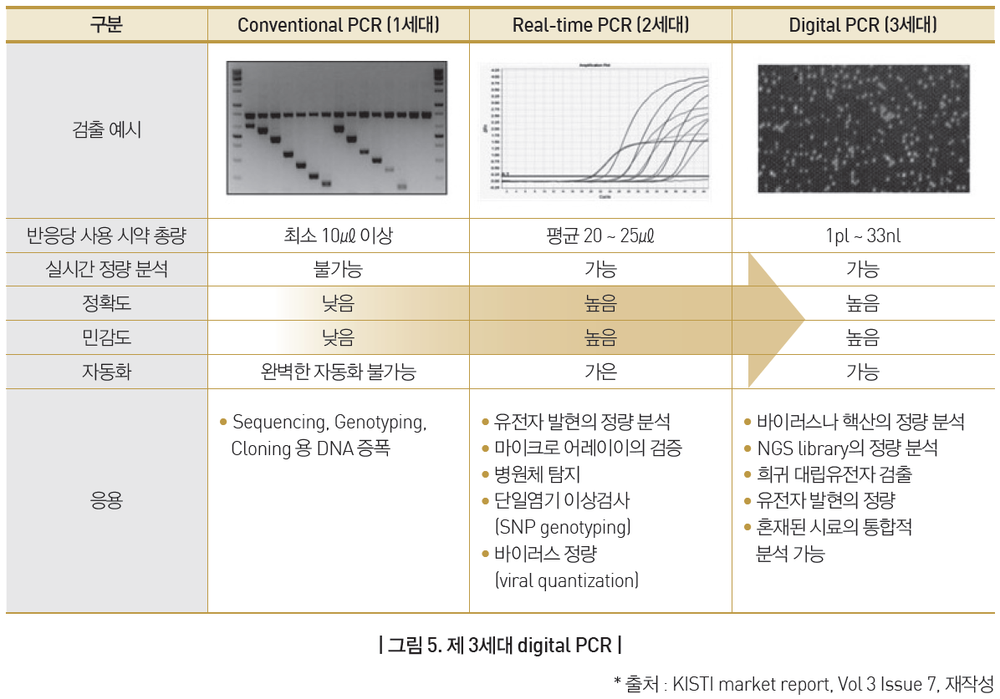 구분 Conventional PCR (1세대) Real-time PCR (2세대) Digital PCR (3세대)
검출 예시
Amplification Plot
Cycle
반응당 사용 시약 총량 최소 10㎕ 이상 평균 20 ~ 25㎕ 1pl ~ 33nl
실시간 정량 분석 불가능 가능 가능
정확도 낮음 높음 높음
민감도 낮음 높음 높음
자동화 완벽한 자동화 불가능 가은 가능
응용
• Sequencing, Genotyping,
Cloning 용 DNA 증폭
• 유전자 발현의 정량 분석
• 마이크로 어레이이의 검증
• 병원체 탐지
• 단일염기 이상검사
(SNP genotyping)
• 바이러스 정량
(viral quantization)
• 바이러스나 핵산의 정량 분석
• NGS library의 정량 분석
• 희귀 대립유전자 검출
• 유전자 발현의 정량
• 혼재된 시료의 통합적
분석 가능
| 그림 5. 제 3세대 digital PCR |
* 출처 : KISTI market report, Vol 3 Issue 7, 재작성